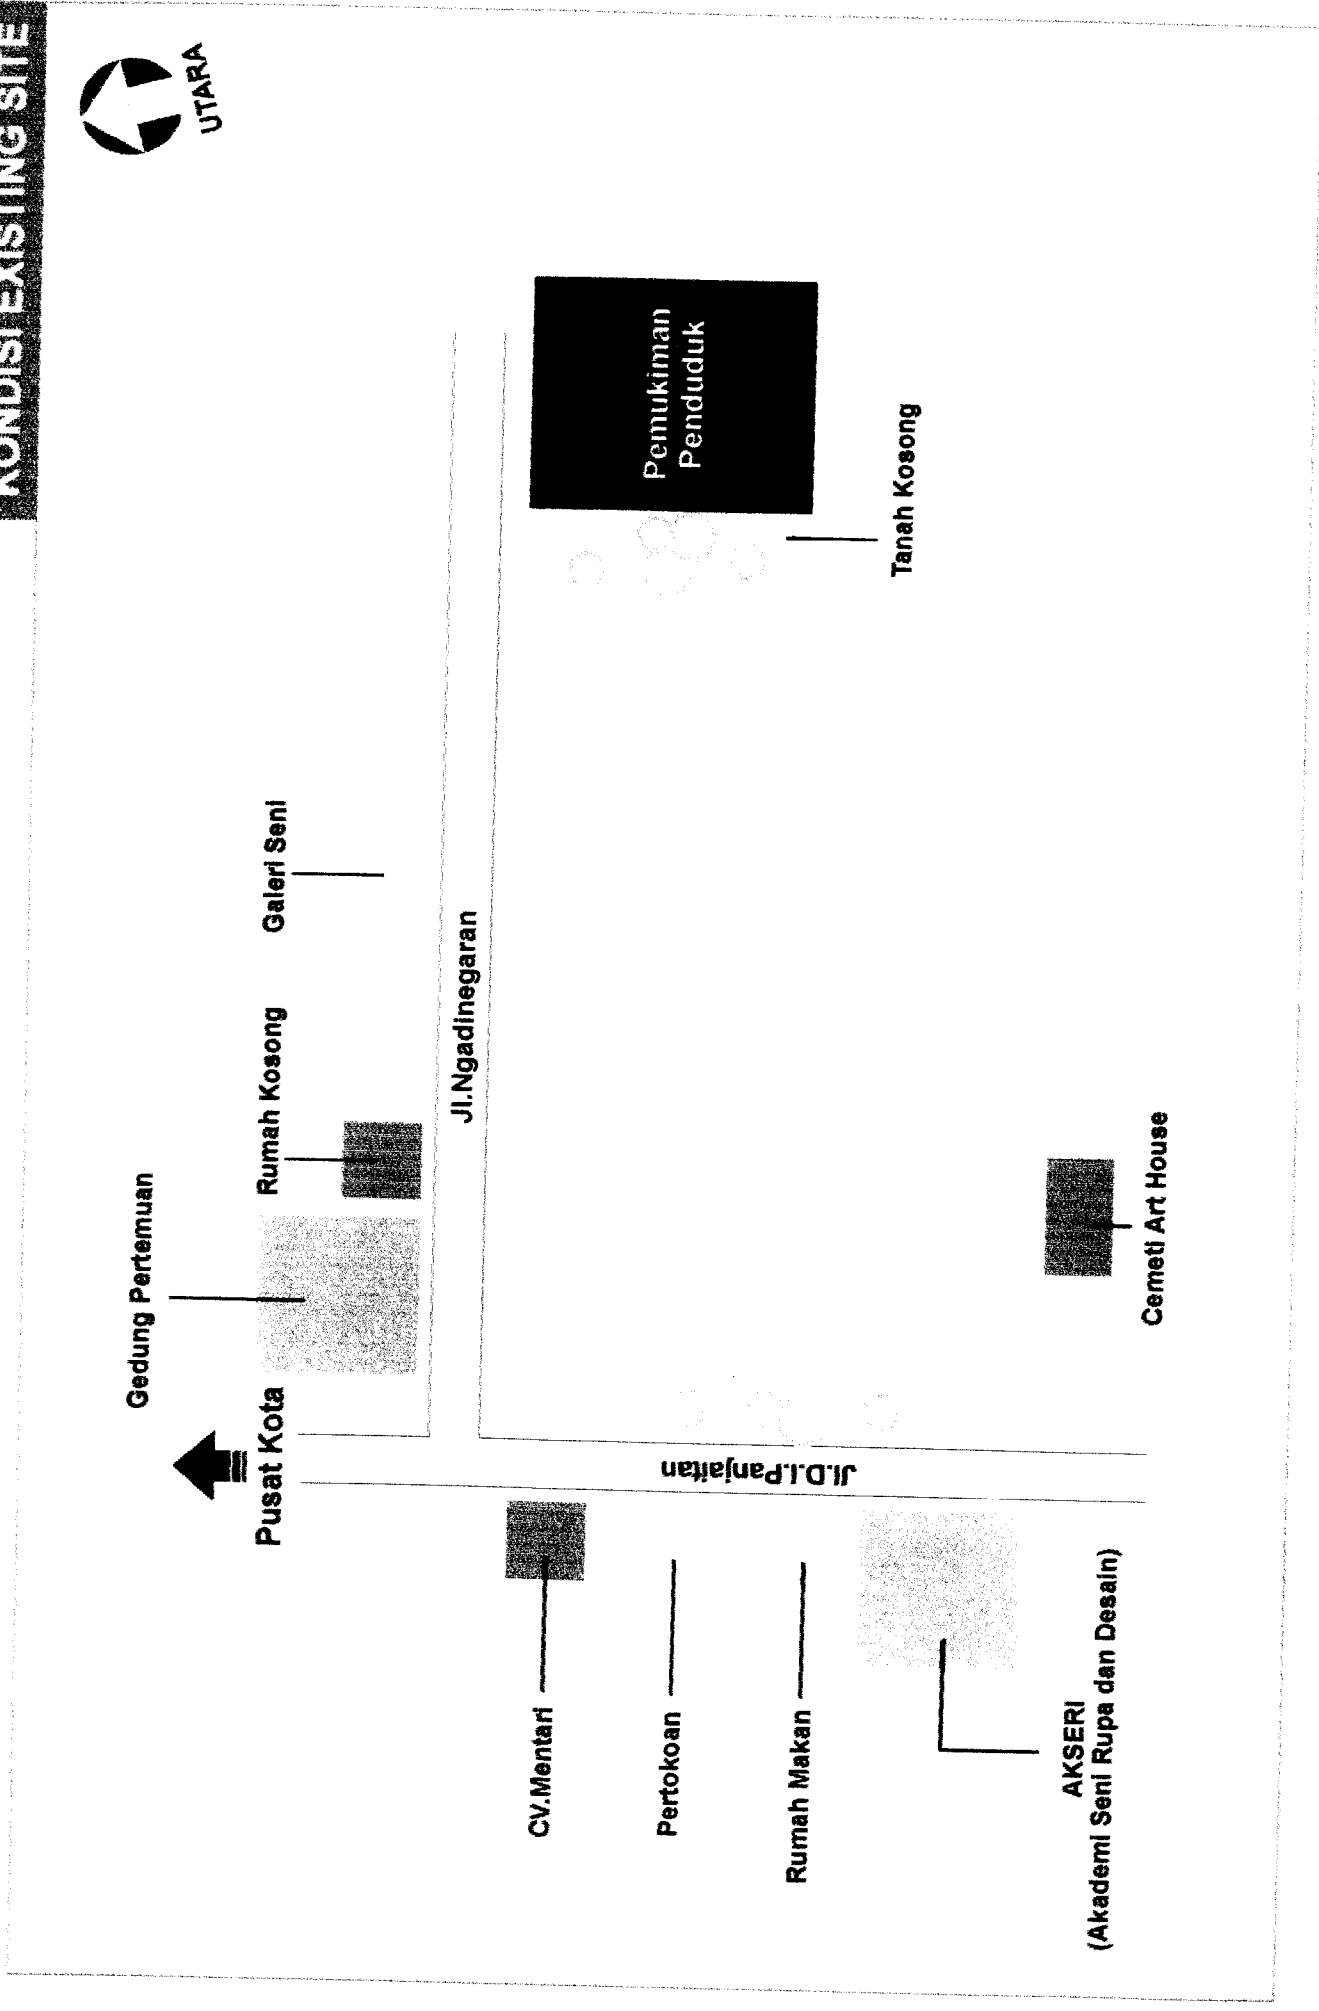 KONDISI EXISTING SITE
UTARA
Gedung Pertemuan
Pusat Kota
Rumah Kosong
Galeri Seni
Jl.Ngadinegaran
Pemukiman
Penduduk
Tanah Kosong
Jl.D.I.Panjaitan
CV.Mentari
Pertokoan
Rumah Makan
AKSERI
(Akademi Seni Rupa dan Desain)
Cemeti Art House